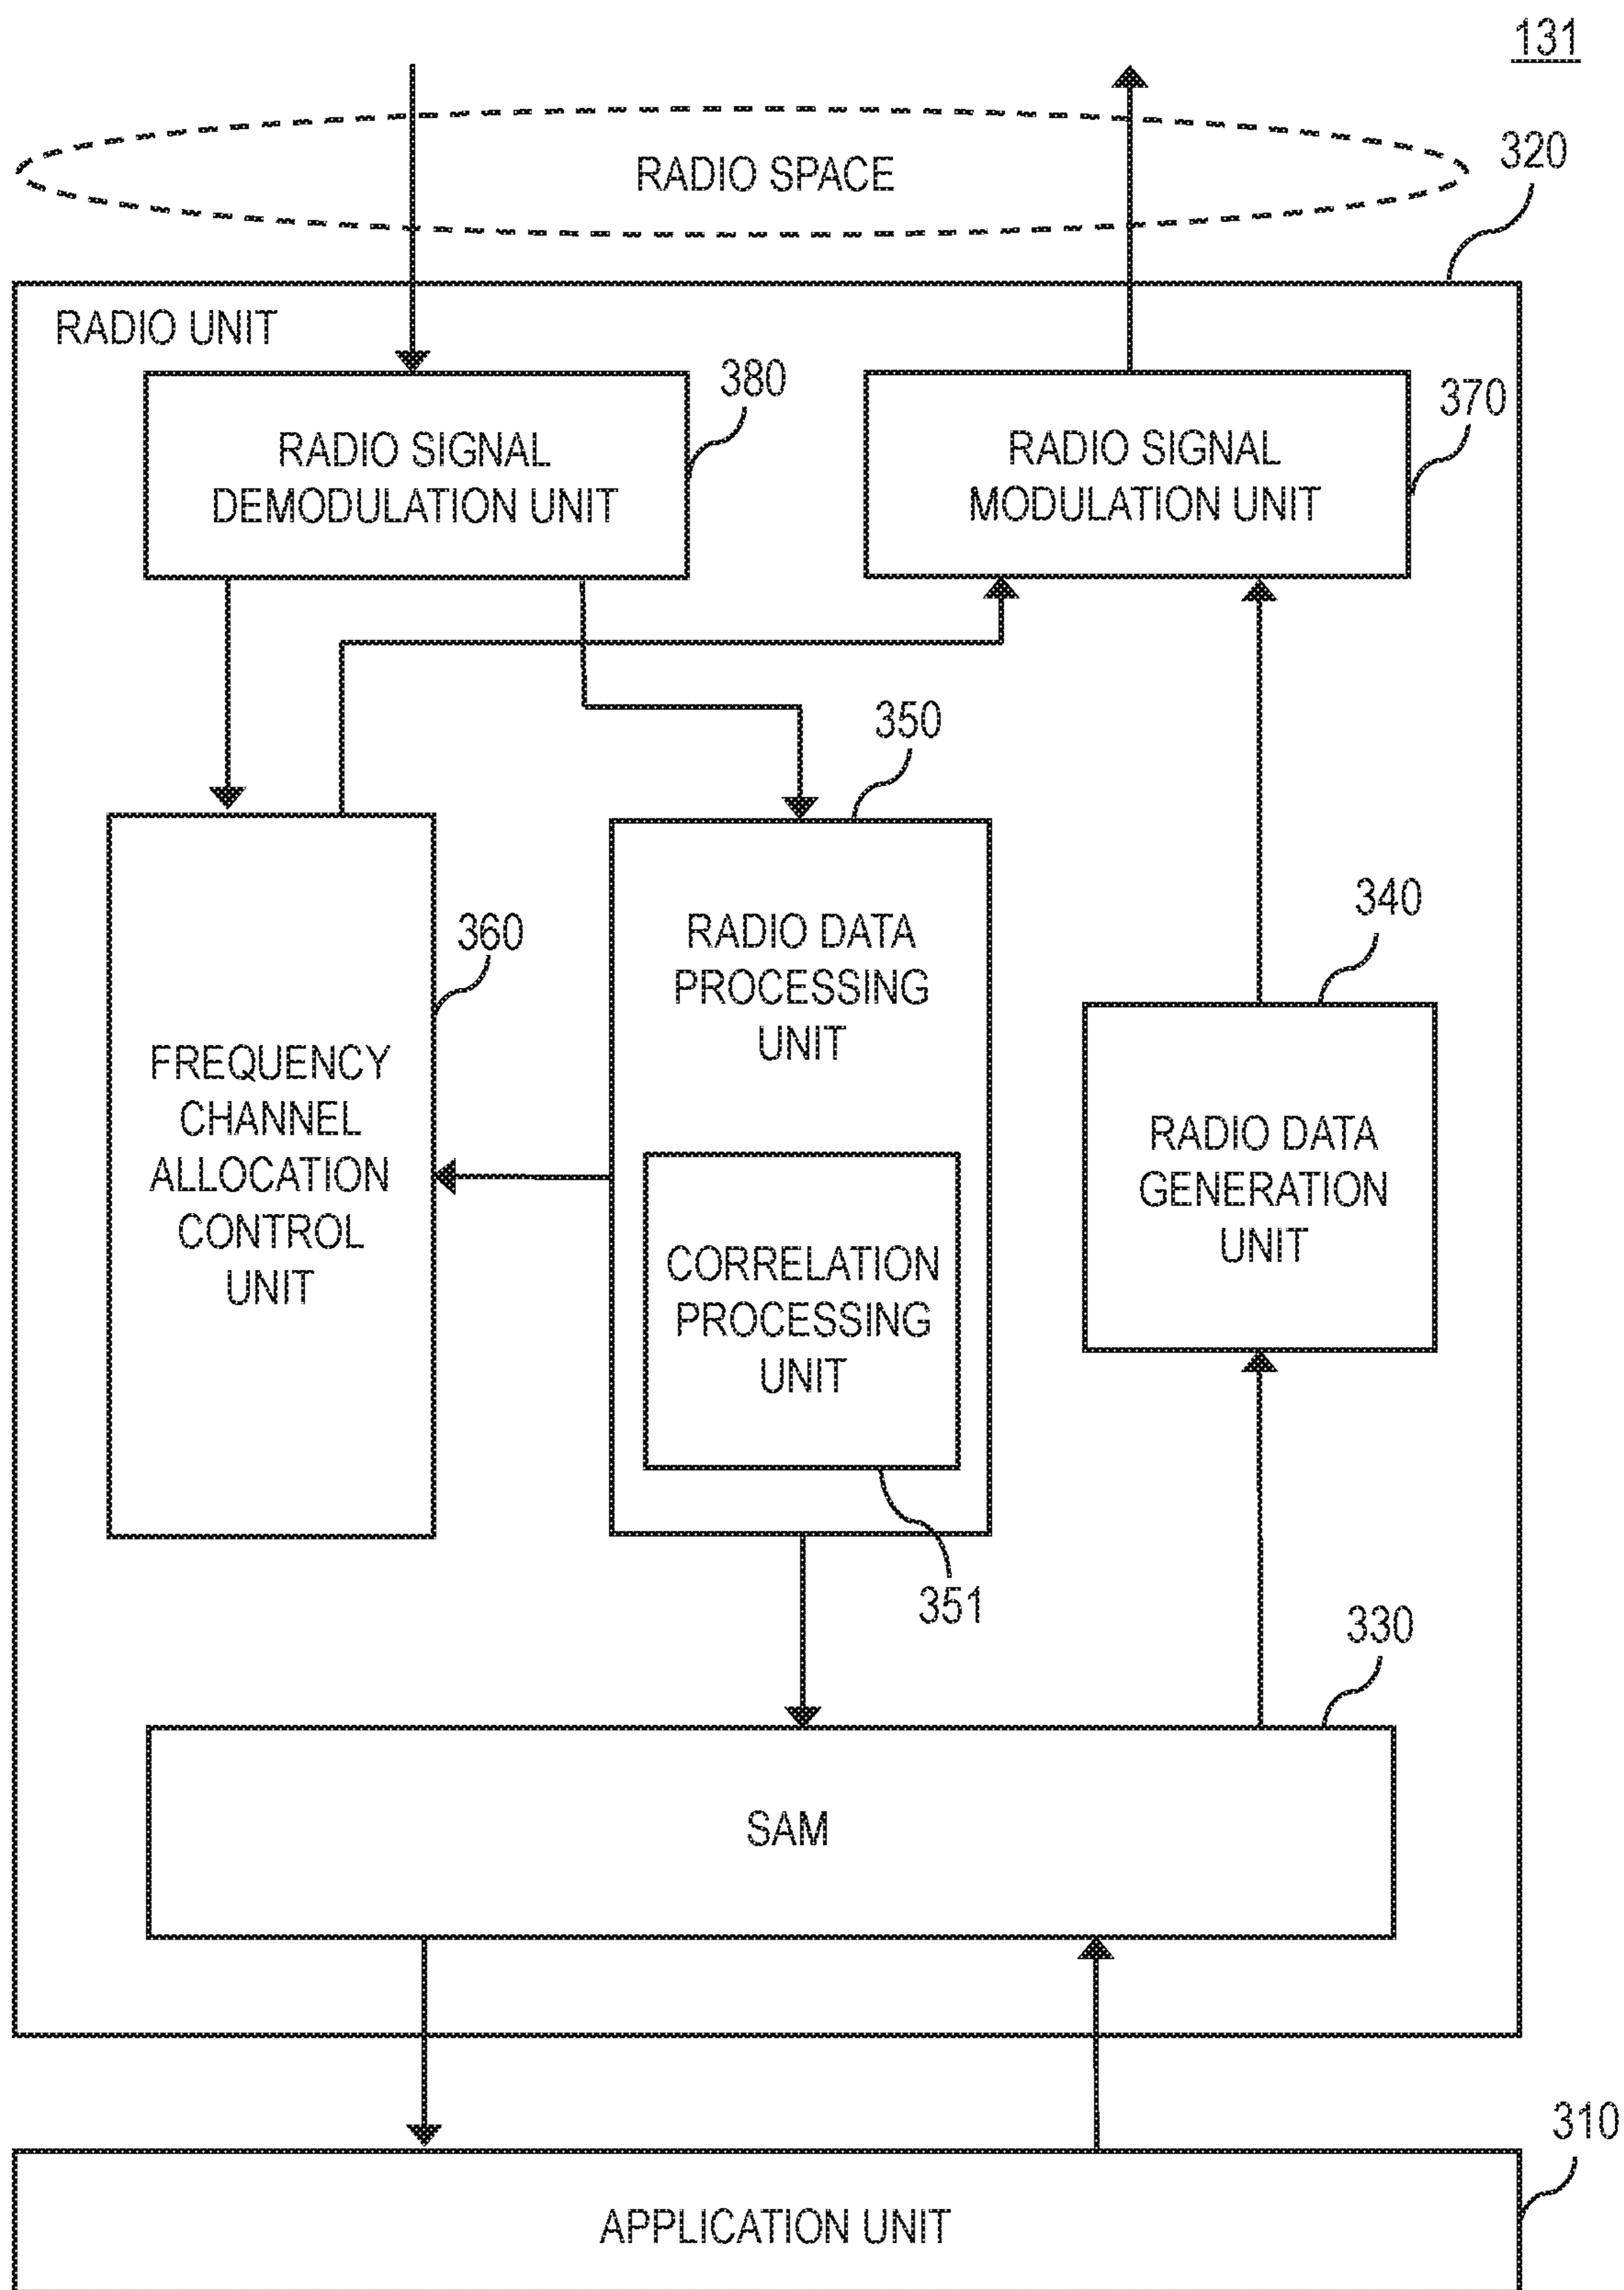 131
RADIO SPACE
320
RADIO UNIT
380
RADIO SIGNAL
DEMODULATION UNIT
370
RADIO SIGNAL
MODULATION UNIT
350
360
340
RADIO DATA
PROCESSING
UNIT
FREQUENCY
CHANNEL
ALLOCATION
CONTROL
UNIT
RADIO DATA
GENERATION
UNIT
CORRELATION
PROCESSING
UNIT
351
330
SAM
310
APPLICATION UNIT